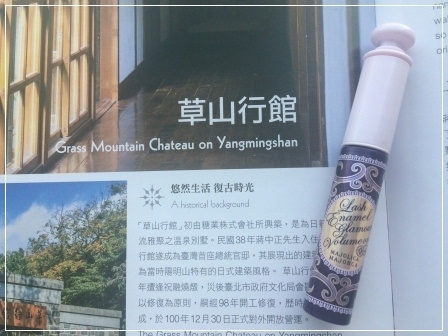 草山行館
Grass Mountain Chateau on Yangmingshan
悠然生活 復古時光
A historical background
「草山行館」初由糖業株式會社所興築，是為日
流雅聚之溫泉別墅。民國38年蔣中正先生入住
行館遂成為臺灣首座總統官邸，其展現出的建
為當時陽明山特有的日式建築風格。草山行
年遭逢祝融燒燬，災後臺北市政府文化局會
以修復為原則，嗣經98年開工修復，歷時
成，於100年12月30日正式對外開放營運。
The Grass Mountain Chateau on Yangmingshan
Lash
Enamel
Glamour
Volume
MAJOLICA
MAJORCA